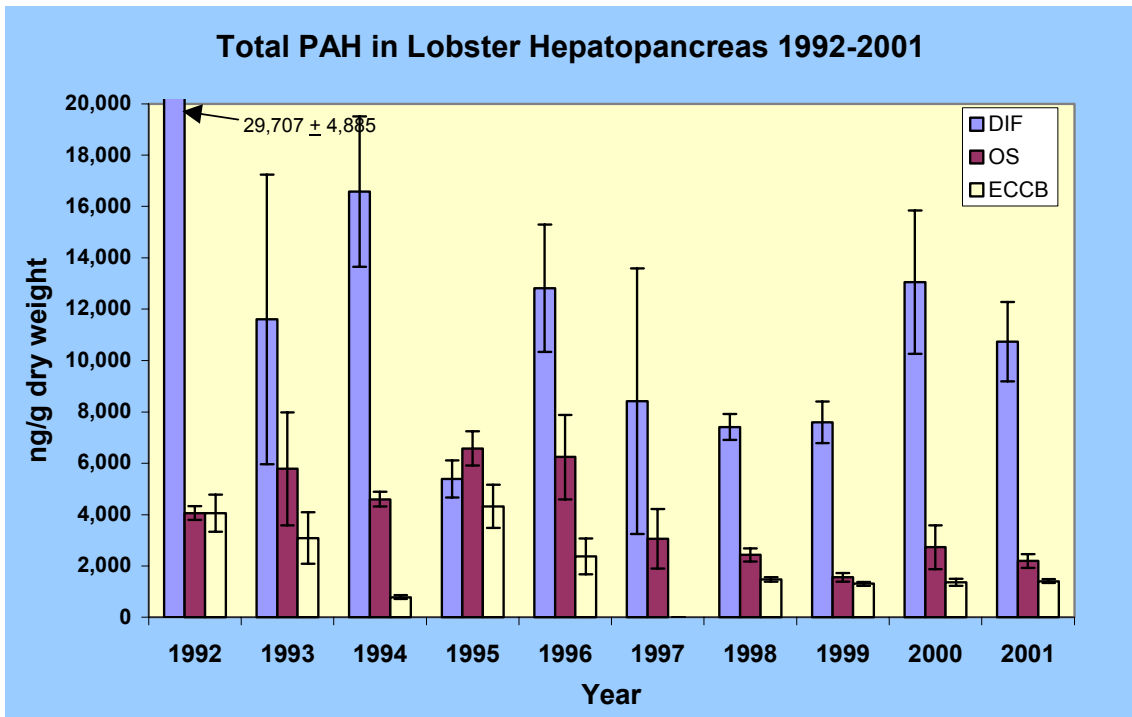 Total PAH in Lobster Hepatopancreas 1992-2001
20,000
18,000
16,000
14,000
12,000
10,000
8,000
6,000
4,000
2,000
0
ng/g dry weight
29,707 ± 4,885
DIF
OS
ECCB
1992 1993 1994 1995 1996 1997 1998 1999 2000 2001
Year